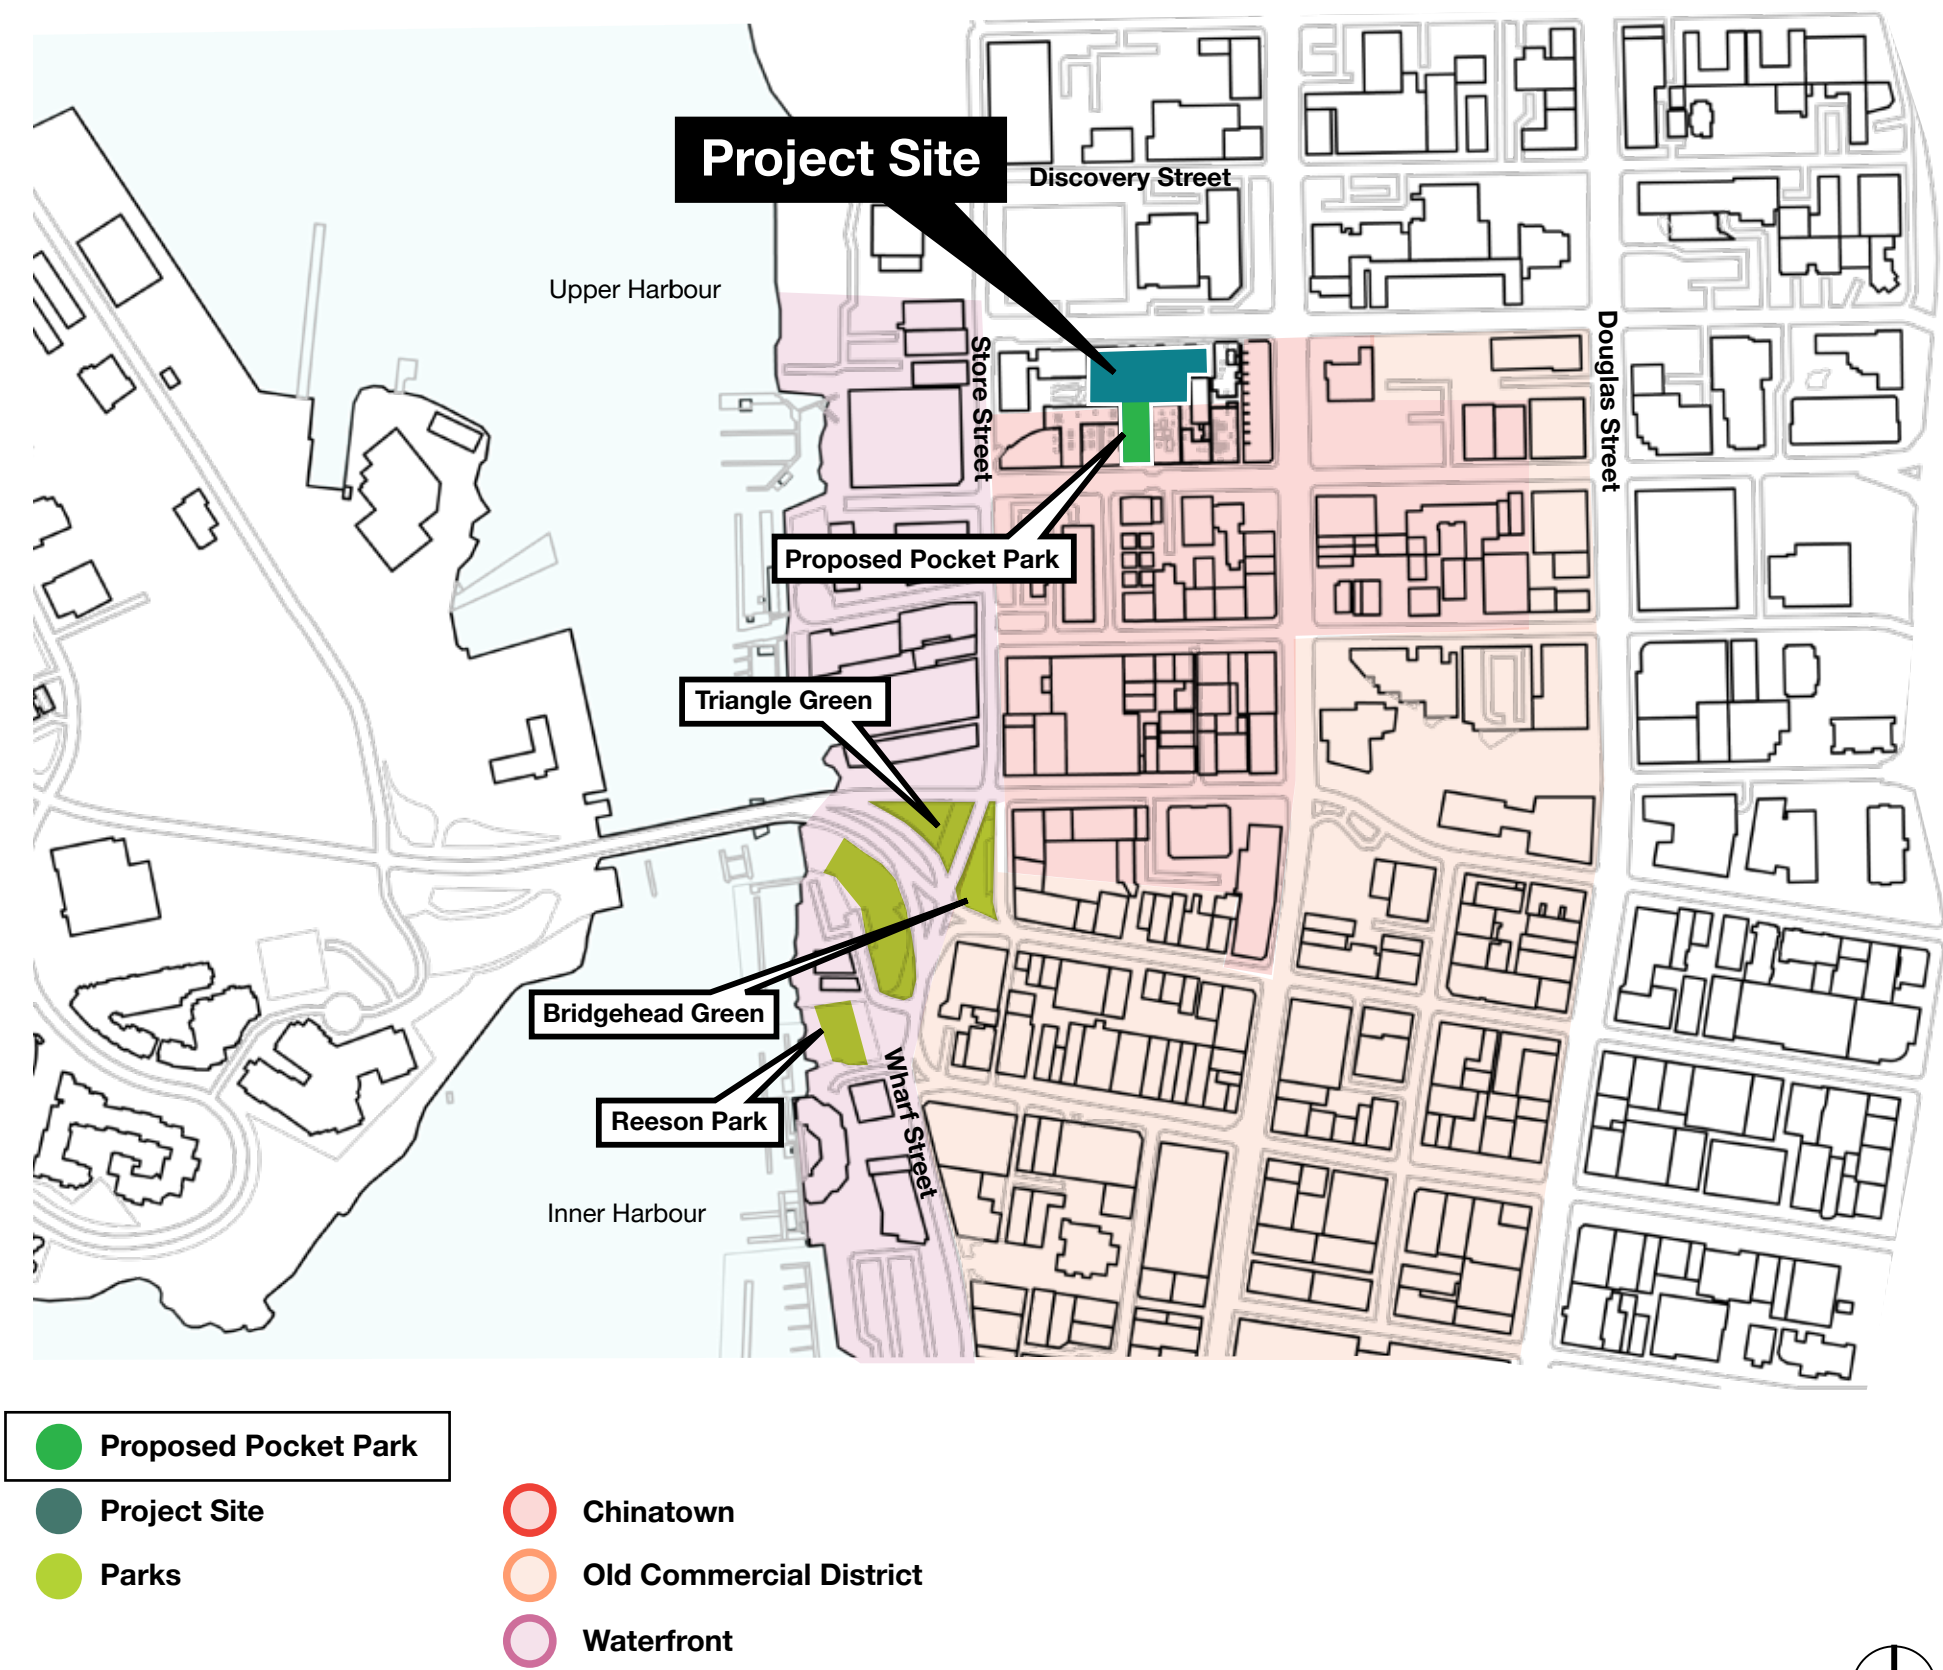 Project Site
Discovery Street
Upper Harbour
Store Street
Douglas Street
Proposed Pocket Park
Triangle Green
Bridgehead Green
Wharf Street
Reeson Park
Inner Harbour
Proposed Pocket Park
Project Site
Parks
Chinatown
Old Commercial District
Waterfront